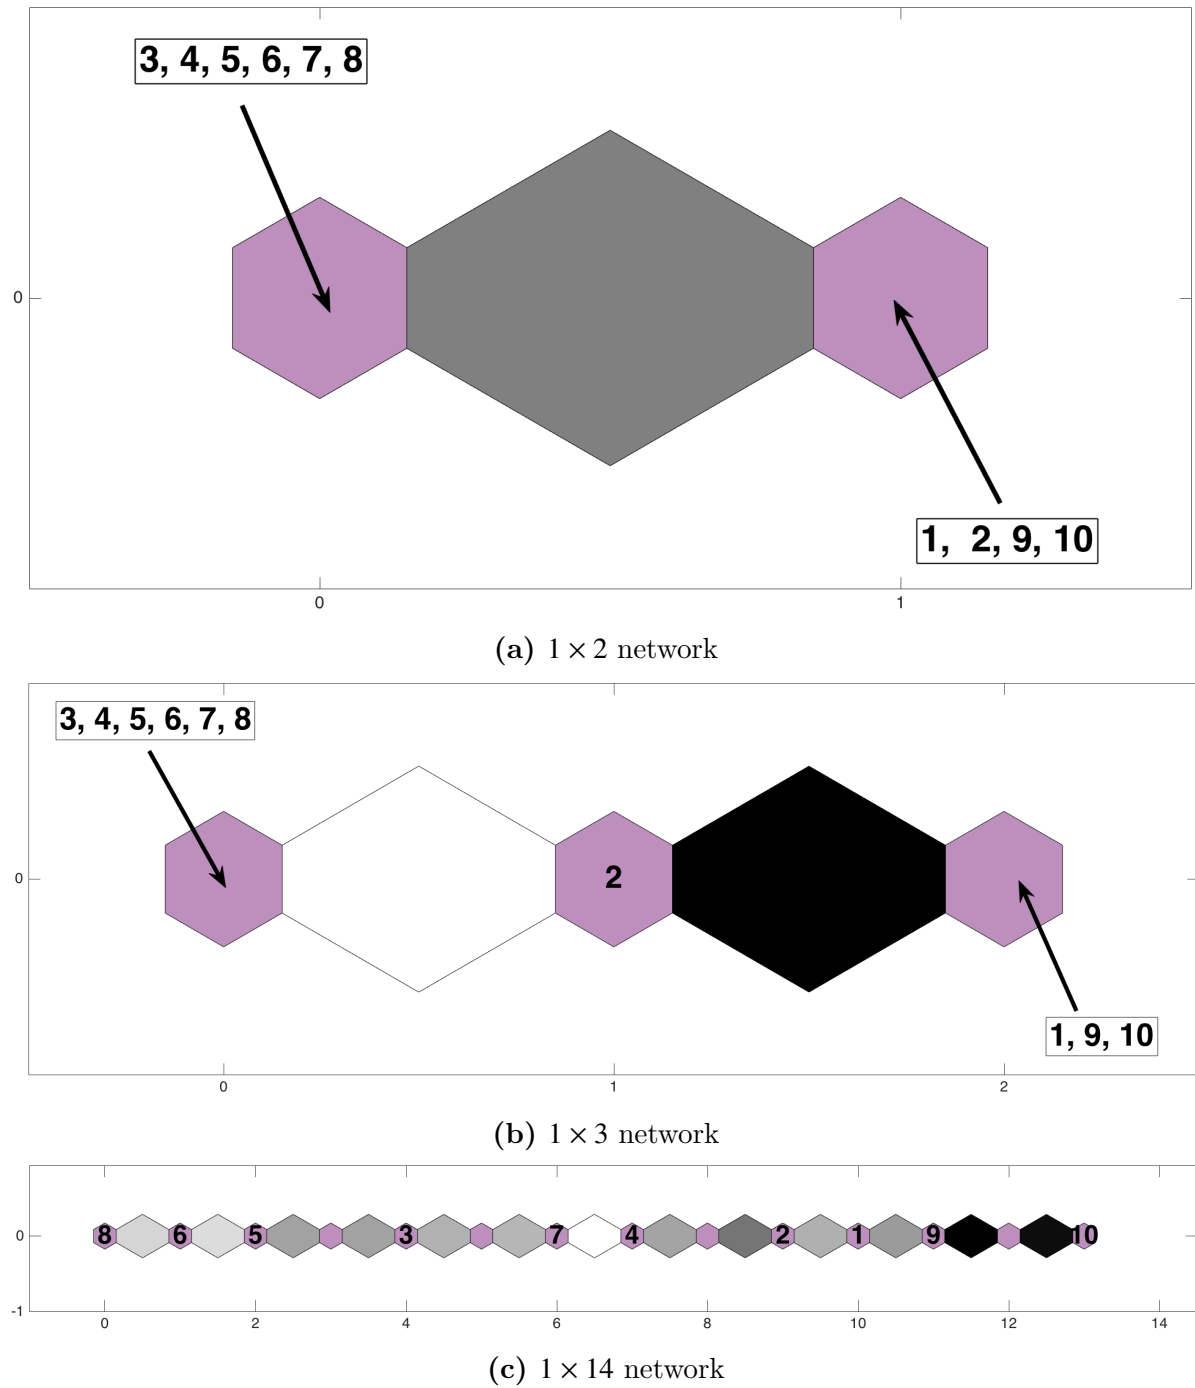 3, 4, 5, 6, 7, 8
0
1, 2, 9, 10
0 1
(a) 1 × 2 network
3, 4, 5, 6, 7, 8
0 2
1, 9, 10
0 1 2
(b) 1 × 3 network
0 8 6 5 3 7 4 2 1 9 10
-1
0 2 4 6 8 10 12 14
(c) 1 × 14 network